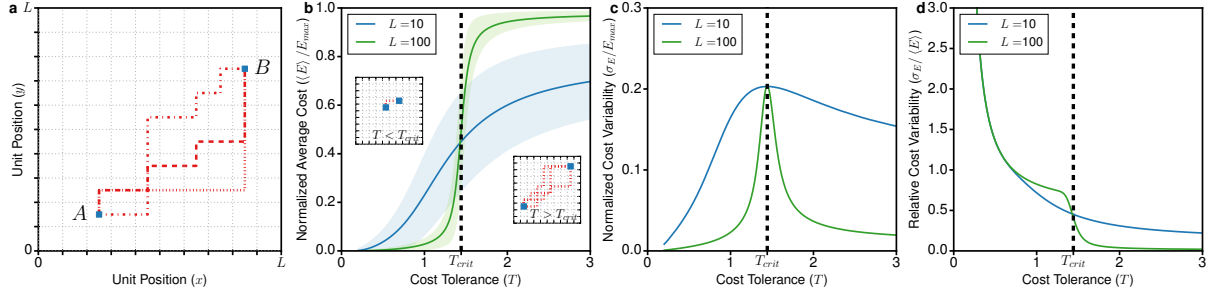 a
L
B
A
0
0
L
Unit Position (y)
Unit Position (x)
b
1.0
0.8
0.6
0.4
0.2
0.0
0
1
T_crit
2
3
Normalized Average Cost (⟨E⟩/E_max)
Cost Tolerance (T)
L = 10
L = 100
T < T_crit
T > T_crit
c
0.3
0.2
0.1
0.0
0
1
T_crit
2
3
Normalized Cost Variability (σ_E/E_max)
Cost Tolerance (T)
L = 10
L = 100
d
3.0
2.5
2.0
1.5
1.0
0.5
0.0
0
1
T_crit
2
3
Relative Cost Variability (σ_E/⟨E⟩)
Cost Tolerance (T)
L = 10
L = 100